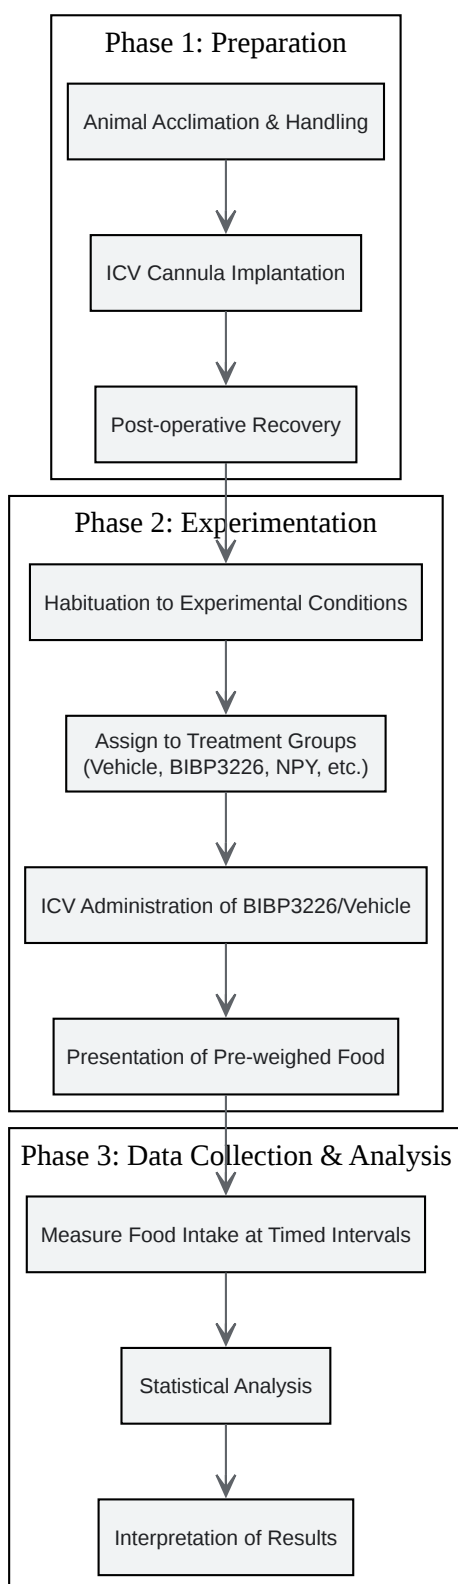 Phase 1: Preparation
Animal Acclimation & Handling
ICV Cannula Implantation
Post-operative Recovery
Phase 2: Experimentation
Habituation to Experimental Conditions
Assign to Treatment Groups
(Vehicle, BIBP3226, NPY, etc.)
ICV Administration of BIBP3226/Vehicle
Presentation of Pre-weighed Food
Phase 3: Data Collection & Analysis
Measure Food Intake at Timed Intervals
Statistical Analysis
Interpretation of Results